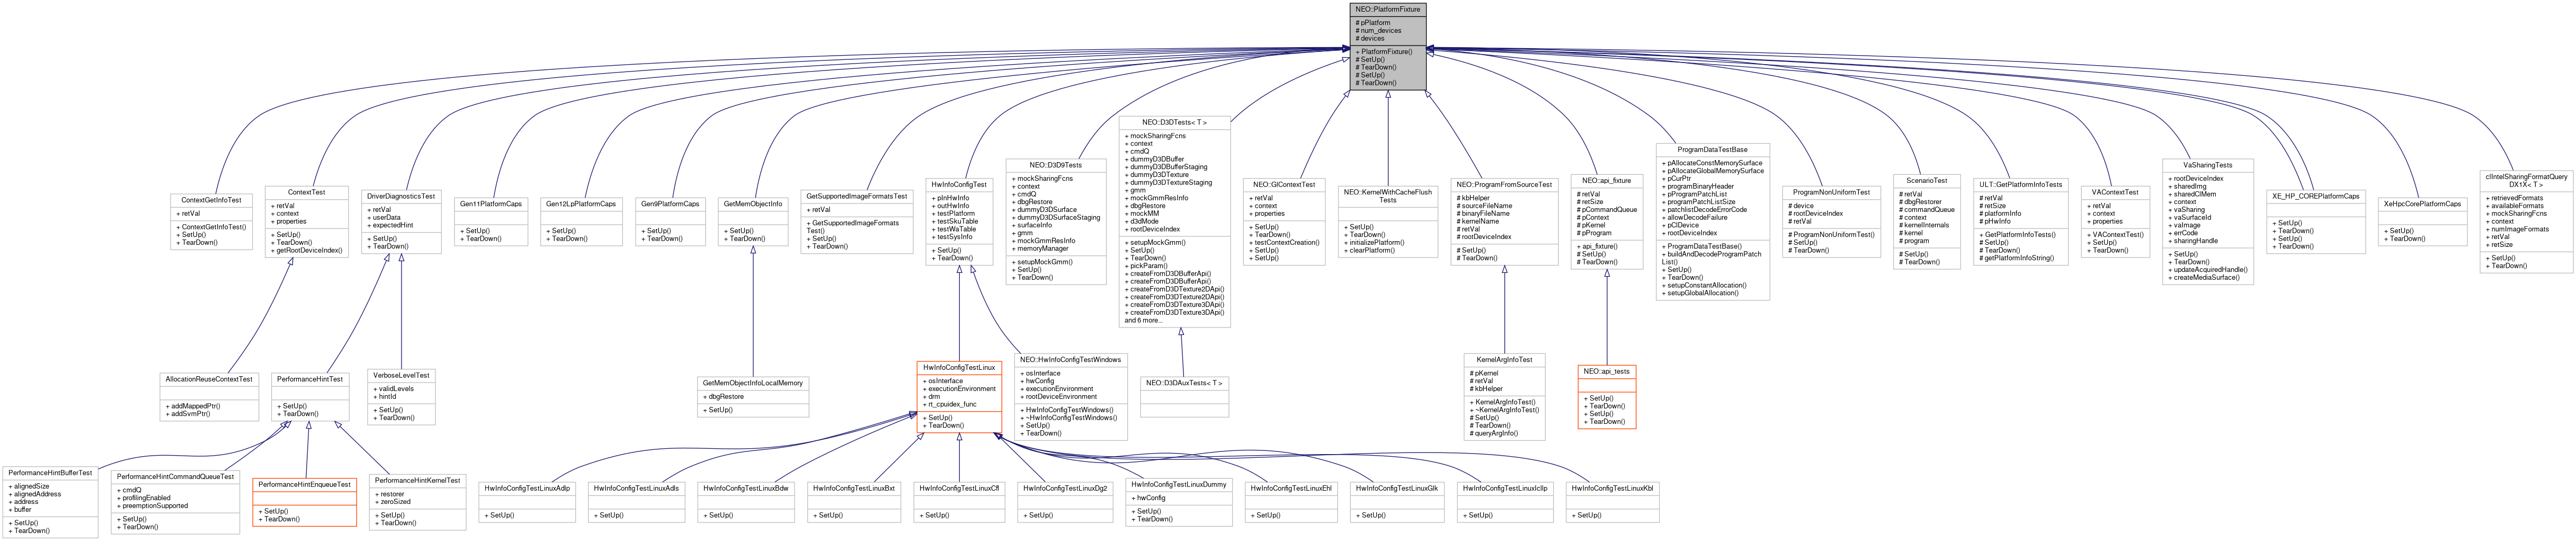 NEO::PlatformFixture
# pPlatform
# num_devices
# devices
+ PlatformFixture()
# SetUp()
# TearDown()
# SetUp()
# TearDown()
ContextGetInfoTest
+ retVal
+ ContextGetInfoTest()
+ SetUp()
+ TearDown()
ContextTest
+ retVal
+ context
+ properties
+ SetUp()
+ TearDown()
+ getRootDeviceIndex()
DriverDiagnosticsTest
+ retVal
+ userData
+ expectedHint
+ SetUp()
+ TearDown()
Gen11PlatformCaps
+ SetUp()
+ TearDown()
Gen12LpPlatformCaps
+ SetUp()
+ TearDown()
Gen9PlatformCaps
+ SetUp()
+ TearDown()
GetMemObjectInfo
+ SetUp()
+ TearDown()
GetSupportedImageFormatsTest
+ retVal
+ GetSupportedImageFormats
Test()
+ SetUp()
+ TearDown()
HwInfoConfigTest
+ pInHwInfo
+ outHwInfo
+ testPlatform
+ testSkuTable
+ testWaTable
+ testSysInfo
+ SetUp()
+ TearDown()
NEO::D3D9Tests
+ mockSharingFcns
+ context
+ cmdQ
+ dbgRestore
+ dummyD3DSurface
+ dummyD3DSurfaceStaging
+ surfaceInfo
+ gmm
+ mockGmmResInfo
+ memoryManager
+ setupMockGmm()
+ SetUp()
+ TearDown()
NEO::D3DTests< T >
+ mockSharingFcns
+ context
+ cmdQ
+ dummyD3DBuffer
+ dummyD3DBufferStaging
+ dummyD3DTexture
+ dummyD3DTextureStaging
+ gmm
+ mockGmmResInfo
+ dbgRestore
+ mockMM
+ d3dMode
+ rootDeviceIndex
+ setupMockGmm()
+ SetUp()
+ TearDown()
+ pickParam()
+ createFromD3DBufferApi()
+ createFromD3DBufferApi()
+ createFromD3DTexture2DApi()
+ createFromD3DTexture2DApi()
+ createFromD3DTexture3DApi()
+ createFromD3DTexture3DApi()
and 6 more...
NEO::GlContextTest
+ retVal
+ context
+ properties
+ SetUp()
+ TearDown()
+ testContextCreation()
+ SetUp()
NEO::KernelWithCacheFlush
Tests
+ SetUp()
+ TearDown()
+ initializePlatform()
+ clearPlatform()
NEO::ProgramFromSourceTest
# kbHelper
# sourceFileName
# binaryFileName
# kernelName
# retVal
# rootDeviceIndex
# SetUp()
# TearDown()
NEO::api_fixture
# retVal
# retSize
# pCommandQueue
# pContext
# pKernel
# pProgram
+ api_fixture()
# SetUp()
# TearDown()
ProgramDataTestBase
+ pAllocateConstMemorySurface
+ pAllocateGlobalMemorySurface
+ pCurPtr
+ programBinaryHeader
+ pProgramPatchList
+ programPatchListSize
+ patchlistDecodeErrorCode
+ allowDecodeFailure
+ pClDevice
+ rootDeviceIndex
+ ProgramDataTestBase()
+ buildAndDecodeProgramPatch
List()
+ SetUp()
+ TearDown()
+ setupConstantAllocation()
+ setupGlobalAllocation()
ProgramNonUniformTest
# device
# rootDeviceIndex
# retVal
# ProgramNonUniformTest()
# SetUp()
# TearDown()
ScenarioTest
# retVal
# dbgRestorer
# commandQueue
# context
# kernelInternals
# kernel
# program
# SetUp()
# TearDown()
ULT::GetPlatformInfoTests
# retVal
# retSize
# platformInfo
# pHwInfo
+ GetPlatformInfoTests()
# SetUp()
# TearDown()
# getPlatformInfoString()
VAContextTest
+ retVal
+ context
+ properties
+ VAContextTest()
+ SetUp()
+ TearDown()
VaSharingTests
+ rootDeviceIndex
+ sharedImg
+ sharedClMem
+ context
+ vaSharing
+ vaSurfaceId
+ vaImage
+ errCode
+ sharingHandle
+ SetUp()
+ TearDown()
+ updateAcquiredHandle()
+ createMediaSurface()
XE_HP_COREPlatformCaps
+ SetUp()
+ TearDown()
+ SetUp()
+ TearDown()
XeHpcCorePlatformCaps
+ SetUp()
+ TearDown()
clIntelSharingFormatQuery
DX1X< T >
+ retrievedFormats
+ availableFormats
+ mockSharingFcns
+ context
+ numImageFormats
+ retVal
+ retSize
+ SetUp()
+ TearDown()
AllocationReuseContextTest
+ addMappedPtr()
+ addSvmPtr()
PerformanceHintTest
+ SetUp()
+ TearDown()
VerboseLevelTest
+ validLevels
+ hintId
+ SetUp()
+ TearDown()
GetMemObjectInfoLocalMemory
+ dbgRestore
+ SetUp()
HwInfoConfigTestLinux
+ osInterface
+ executionEnvironment
+ drm
+ rt_cpuidex_func
+ SetUp()
+ TearDown()
NEO::HwInfoConfigTestWindows
+ osInterface
+ hwConfig
+ executionEnvironment
+ rootDeviceEnvironment
+ HwInfoConfigTestWindows()
+ ~HwInfoConfigTestWindows()
+ SetUp()
+ TearDown()
NEO::D3DAuxTests< T >
KernelArgInfoTest
# pKernel
# retVal
# kbHelper
+ KernelArgInfoTest()
+ ~KernelArgInfoTest()
# SetUp()
# TearDown()
# queryArgInfo()
NEO::api_tests
+ SetUp()
+ TearDown()
+ SetUp()
+ TearDown()
PerformanceHintBufferTest
+ alignedSize
+ alignedAddress
+ address
+ buffer
+ SetUp()
+ TearDown()
PerformanceHintCommandQueueTest
+ cmdQ
+ profilingEnabled
+ preemptionSupported
+ SetUp()
+ TearDown()
PerformanceHintEnqueueTest
+ SetUp()
+ TearDown()
PerformanceHintKernelTest
+ restorer
+ zeroSized
+ SetUp()
+ TearDown()
HwInfoConfigTestLinuxAdlp
+ SetUp()
HwInfoConfigTestLinuxAdls
+ SetUp()
HwInfoConfigTestLinuxBdw
+ SetUp()
HwInfoConfigTestLinuxBxt
+ SetUp()
HwInfoConfigTestLinuxCfl
+ SetUp()
HwInfoConfigTestLinuxDg2
+ SetUp()
HwInfoConfigTestLinuxDummy
+ hwConfig
+ SetUp()
+ TearDown()
HwInfoConfigTestLinuxEhl
+ SetUp()
HwInfoConfigTestLinuxGlk
+ SetUp()
HwInfoConfigTestLinuxIcllp
+ SetUp()
HwInfoConfigTestLinuxKbl
+ SetUp()